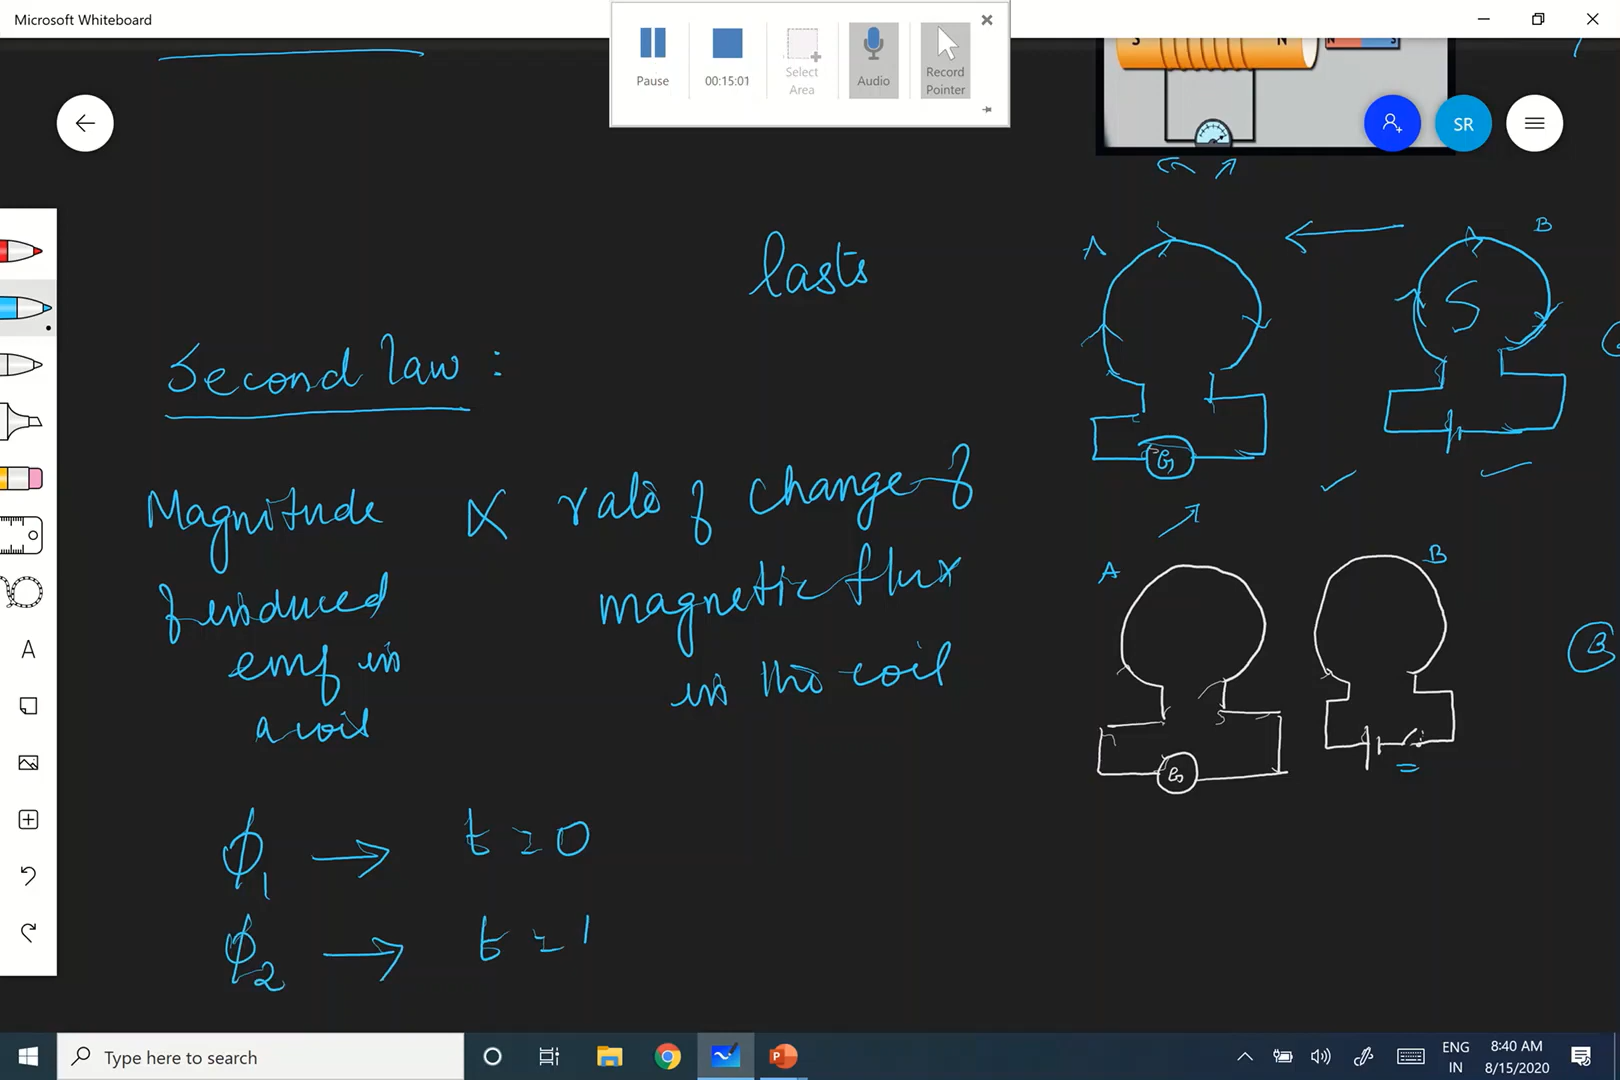 Microsoft Whiteboard
Pause
00:15:01
Select
Area
Audio
Record
Pointer
S N N S
SR
lasts
A B
S
Second law :
G
Magnitude ∝ rate of change of
of induced magnetic flux
emf in in the coil
a coil
A B
B
G
A
ϕ1 → t = 0
ϕ2 → t = 1
Type here to search
ENG
IN
8:40 AM
8/15/2020